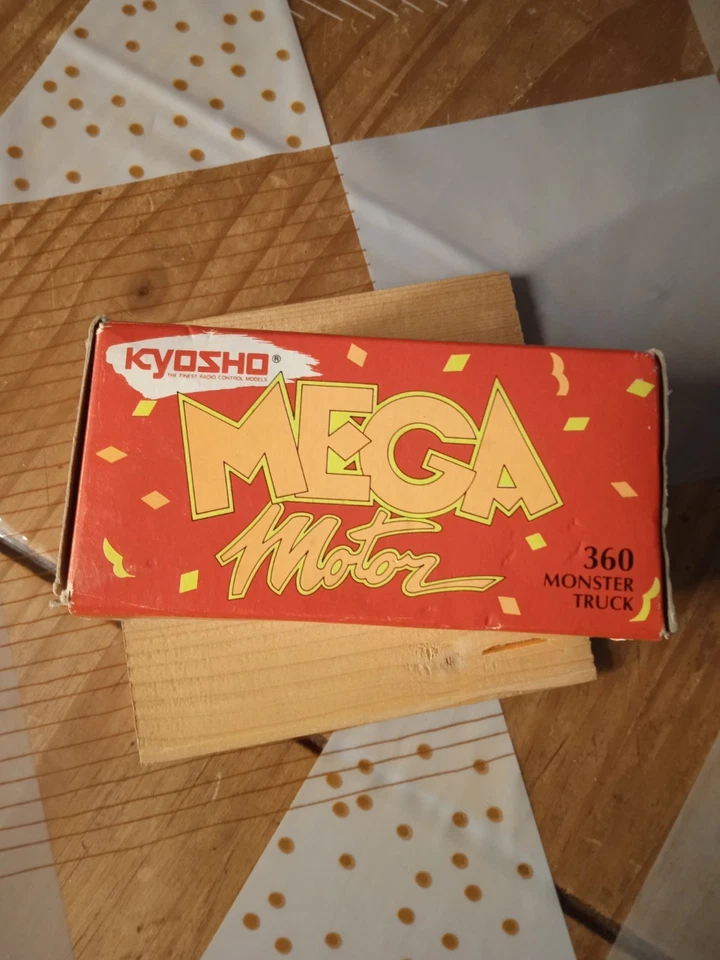 KYOSHO®
THE FINEST RADIO CONTROL MODELS
MEGA
Motor
360
MONSTER
TRUCK